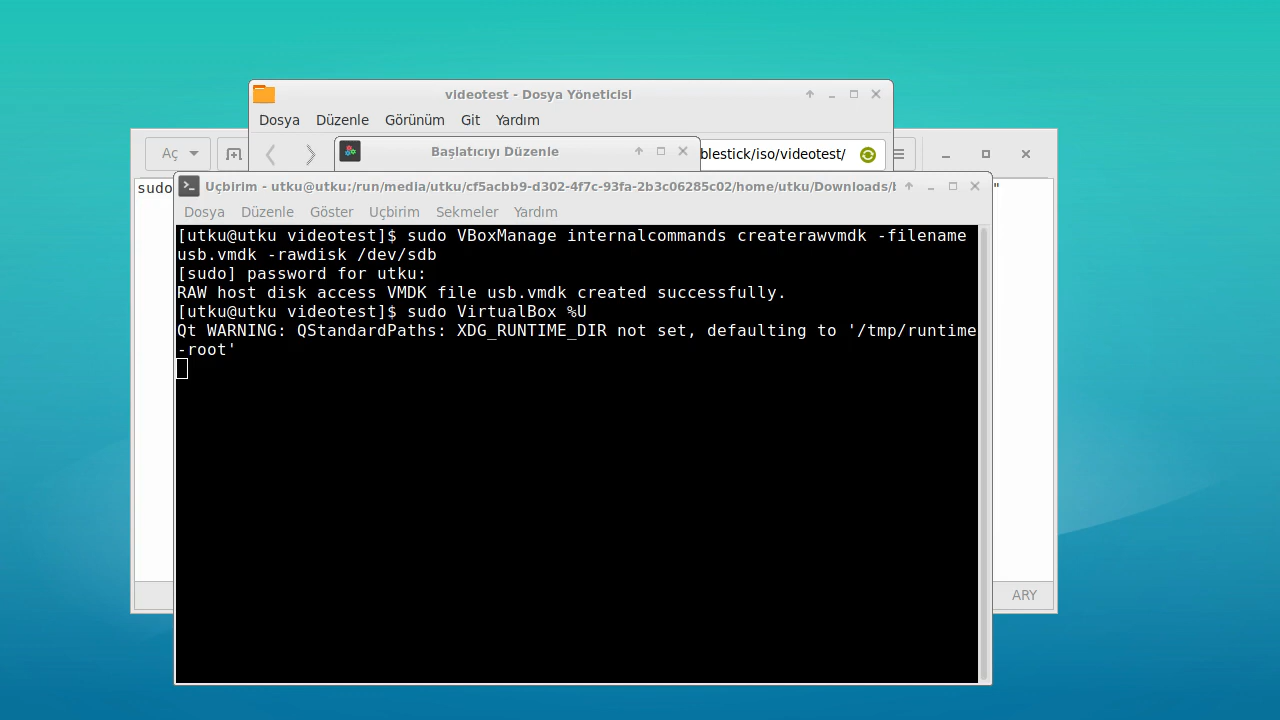 videotest - Dosya Yöneticisi
Dosya Düzenle Görünüm Git Yardım
Aç
Başlatıcıyı Düzenle
blestick/iso/videotest/
sudo
"
Uçbirim - utku@utku:/run/media/utku/cf5acbb9-d302-4f7c-93fa-2b3c06285c02/home/utku/Downloads/
Dosya Düzenle Göster Uçbirim Sekmeler Yardım
[utku@utku videotest]$ sudo VBoxManage internalcommands createrawvmdk -filename
usb.vmdk -rawdisk /dev/sdb
[sudo] password for utku:
RAW host disk access VMDK file usb.vmdk created successfully.
[utku@utku videotest]$ sudo VirtualBox %U
Qt WARNING: QStandardPaths: XDG_RUNTIME_DIR not set, defaulting to '/tmp/runtime
-root'
ARY